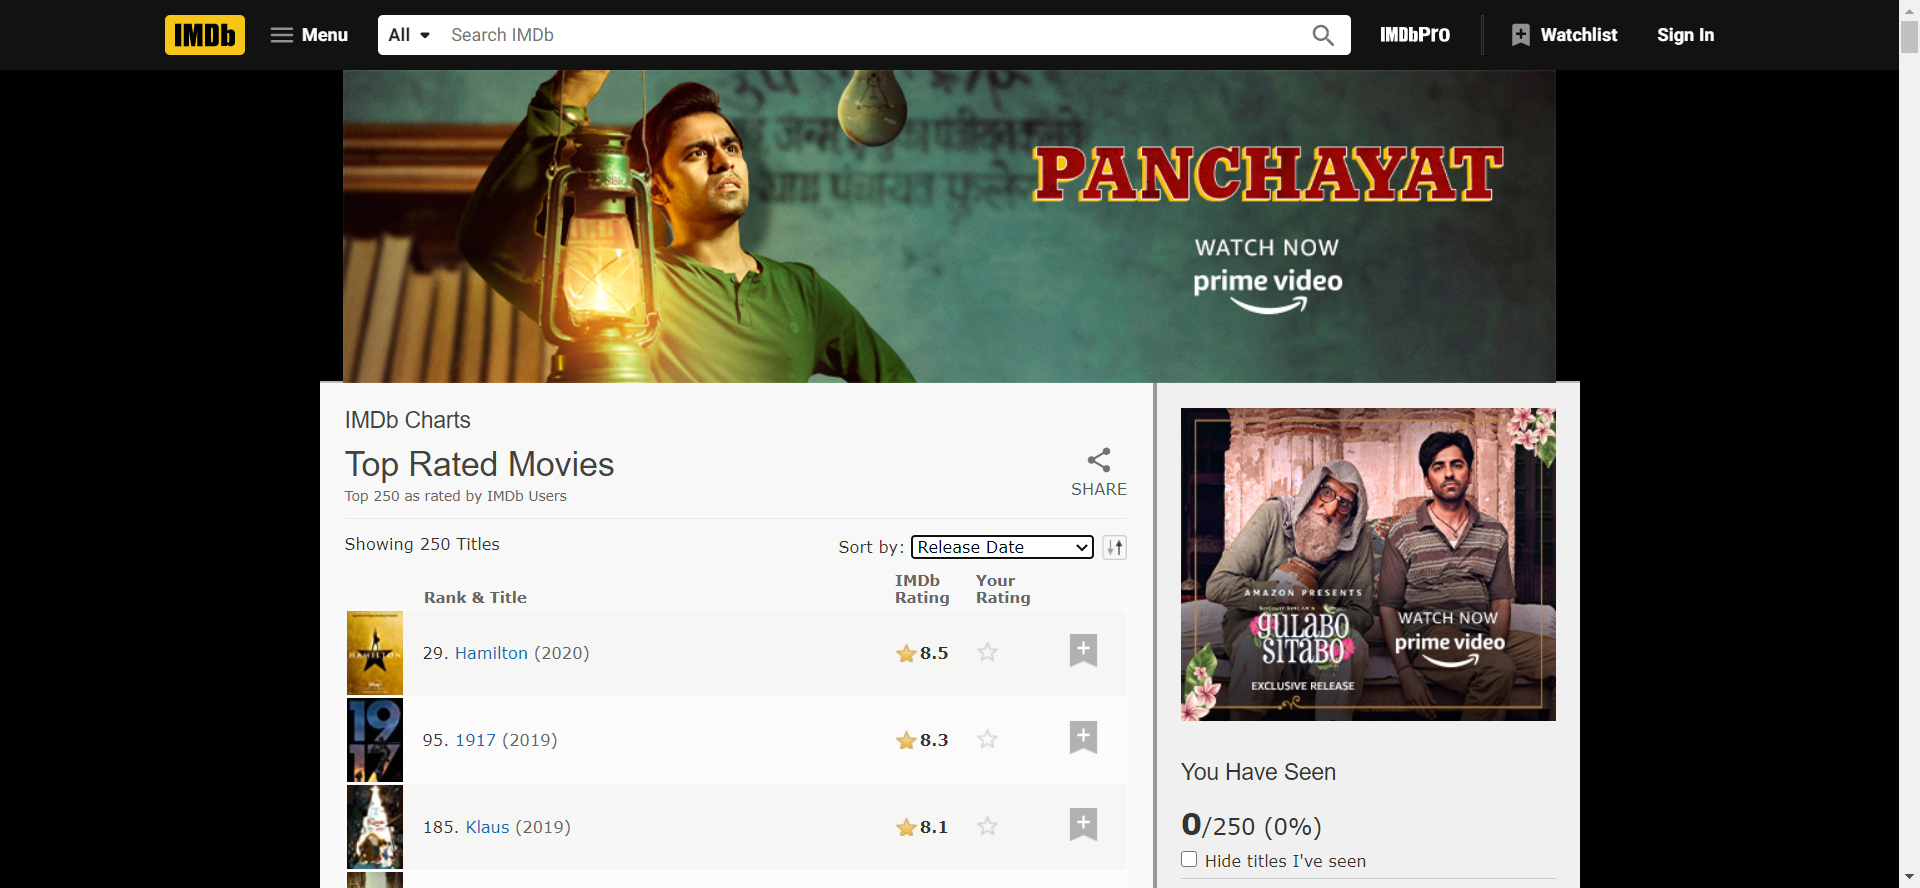 IMDb
Menu
All
Search IMDb
IMDbPro
Watchlist
Sign In
PANCHAYAT
WATCH NOW
prime video
IMDb Charts
Top Rated Movies
Top 250 as rated by IMDb Users
SHARE
Showing 250 Titles
Sort by: Release Date
Rank & Title
IMDb Rating
Your Rating
HAMILTON
29. Hamilton (2020)
8.5
1917
95. 1917 (2019)
8.3
185. Klaus (2019)
8.1
AMAZON PRESENTS
GULABO
SITABO
EXCLUSIVE RELEASE
WATCH NOW
prime video
You Have Seen
0/250 (0%)
Hide titles I've seen